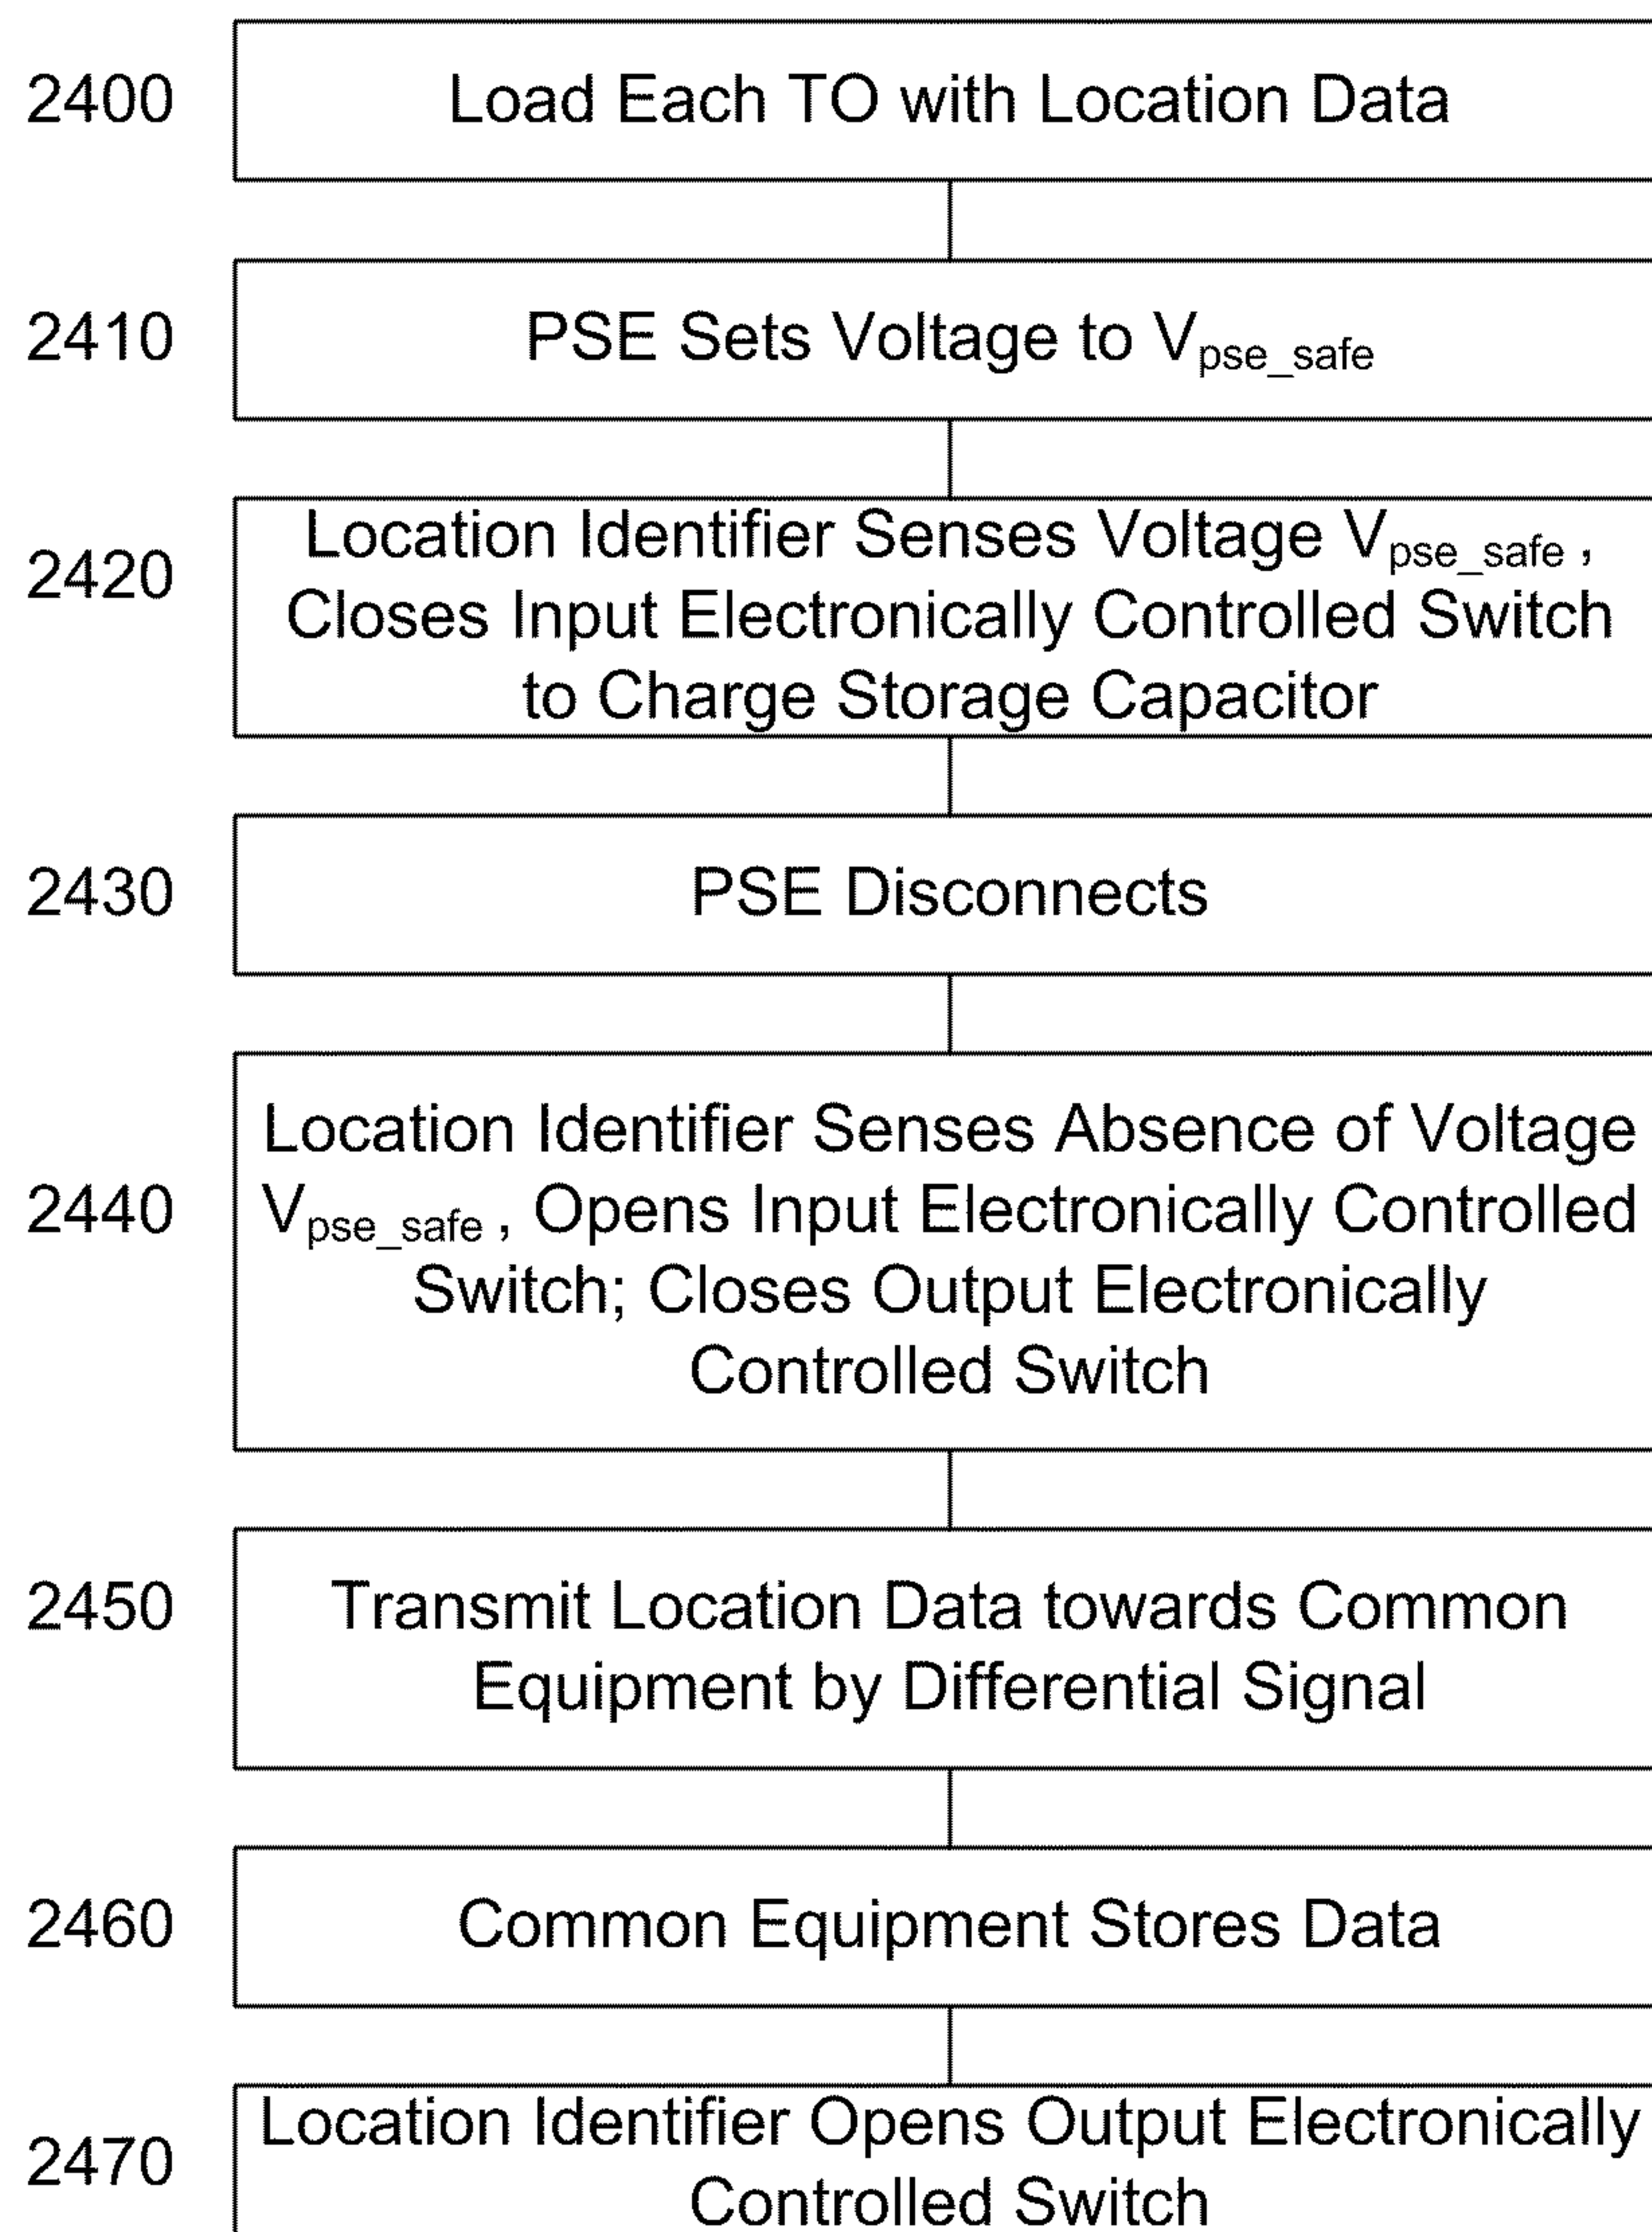 2400
Load Each TO with Location Data
2410
PSE Sets Voltage to Vpse_safe
2420
Location Identifier Senses Voltage Vpse_safe ,
Closes Input Electronically Controlled Switch
to Charge Storage Capacitor
2430
PSE Disconnects
2440
Location Identifier Senses Absence of Voltage
Vpse_safe , Opens Input Electronically Controlled
Switch; Closes Output Electronically
Controlled Switch
2450
Transmit Location Data towards Common
Equipment by Differential Signal
2460
Common Equipment Stores Data
2470
Location Identifier Opens Output Electronically
Controlled Switch